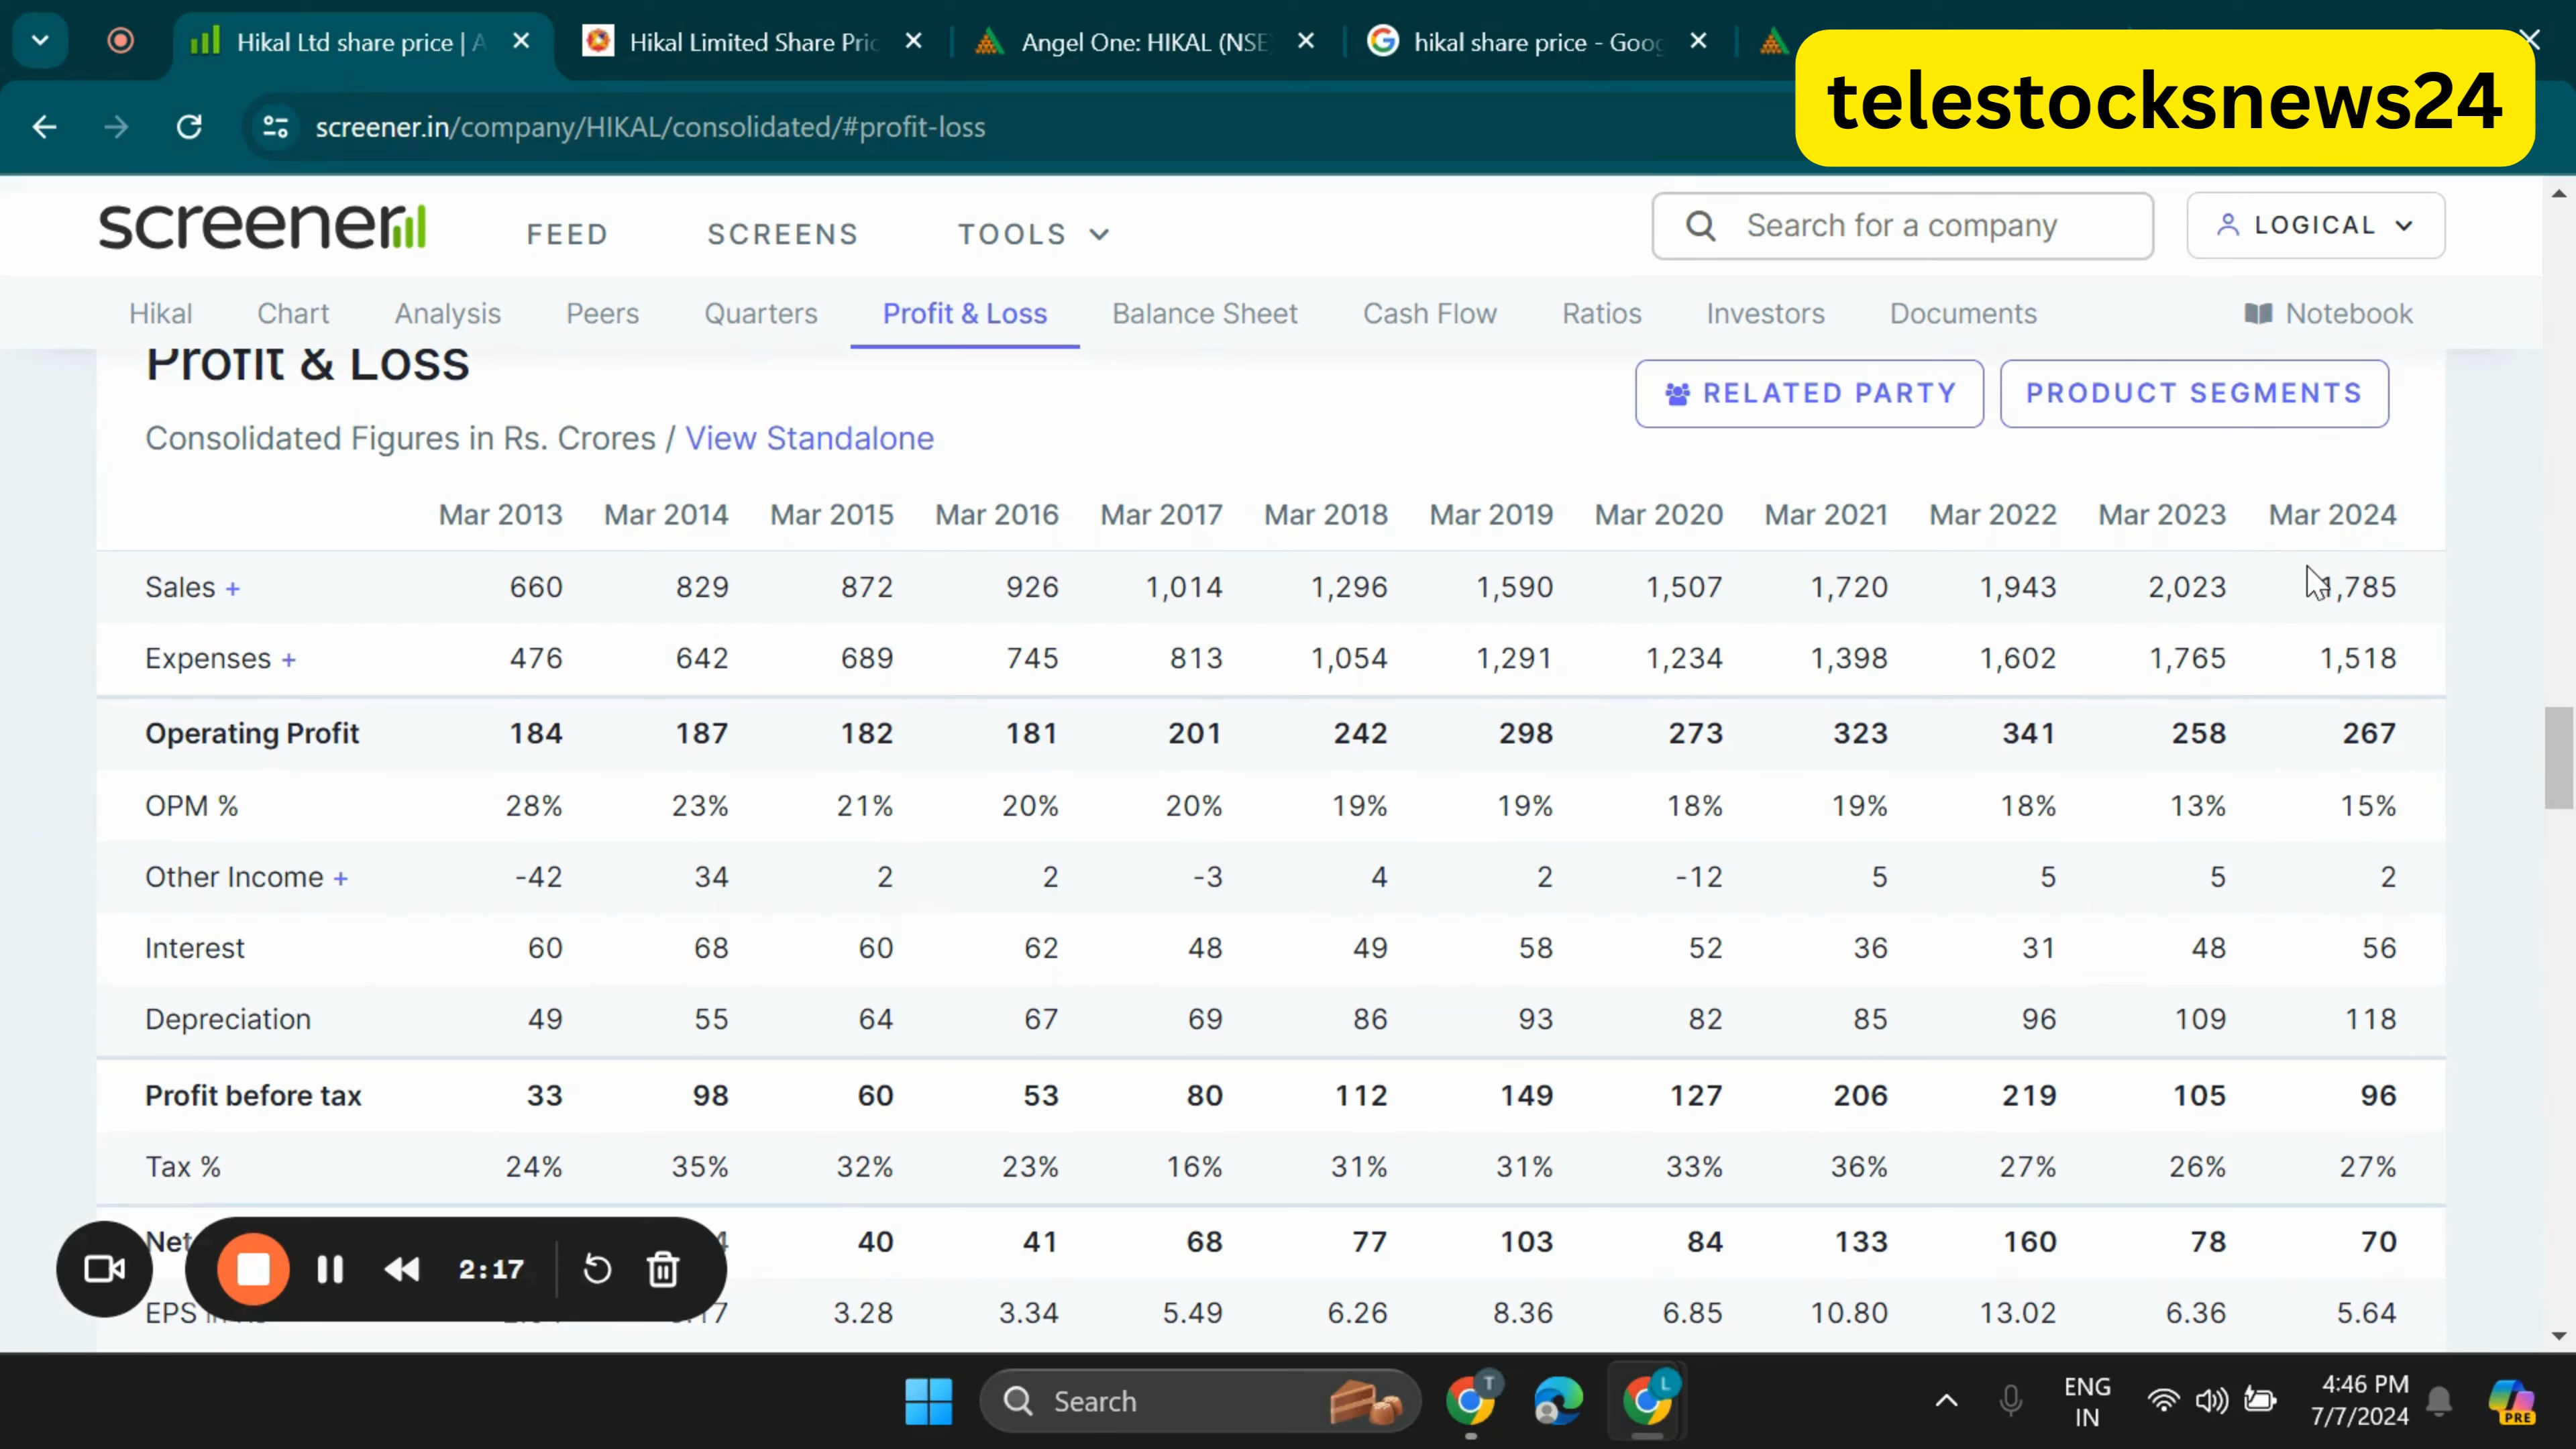 Hikal Ltd share price | A
Hikal Limited Share Pric
Angel One: HIKAL (NSE
hikal share price - Goog
telestocksnews24
screener.in/company/HIKAL/consolidated/#profit-loss
screener
FEED SCREENS TOOLS
Search for a company
LOGICAL
Hikal Chart Analysis Peers Quarters Profit & Loss Balance Sheet Cash Flow Ratios Investors Documents Notebook
Profit & Loss
RELATED PARTY PRODUCT SEGMENTS
Consolidated Figures in Rs. Crores / View Standalone
Mar 2013 Mar 2014 Mar 2015 Mar 2016 Mar 2017 Mar 2018 Mar 2019 Mar 2020 Mar 2021 Mar 2022 Mar 2023 Mar 2024
Sales + 660 829 872 926 1,014 1,296 1,590 1,507 1,720 1,943 2,023 1,785
Expenses + 476 642 689 745 813 1,054 1,291 1,234 1,398 1,602 1,765 1,518
Operating Profit 184 187 182 181 201 242 298 273 323 341 258 267
OPM % 28% 23% 21% 20% 20% 19% 19% 18% 19% 18% 13% 15%
Other Income + -42 34 2 2 -3 4 2 -12 5 5 5 2
Interest 60 68 60 62 48 49 58 52 36 31 48 56
Depreciation 49 55 64 67 69 86 93 82 85 96 109 118
Profit before tax 33 98 60 53 80 112 149 127 206 219 105 96
Tax % 24% 35% 32% 23% 16% 31% 31% 33% 36% 27% 26% 27%
Net 40 41 68 77 103 84 133 160 78 70
2:17
EPS 3.28 3.34 5.49 6.26 8.36 6.85 10.80 13.02 6.36 5.64
Search
T
L
ENG
IN
4:46 PM
7/7/2024
PRE